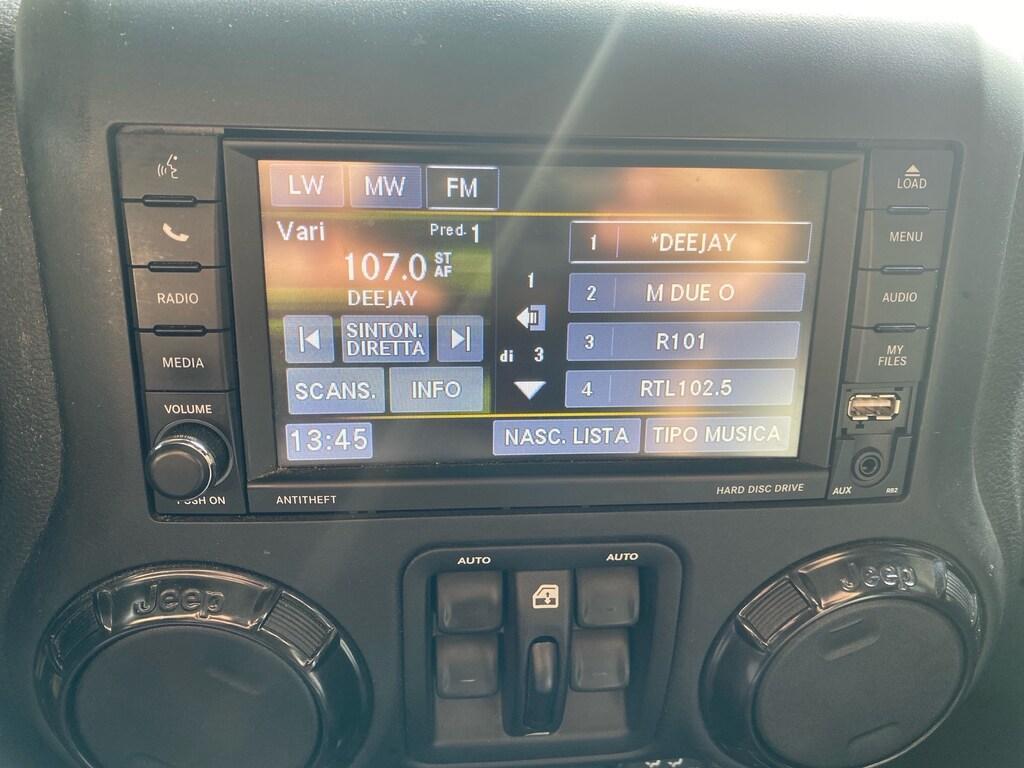 LW MW FM
LOAD
Vari Pred. 1
1 *DEEJAY
MENU
107.0 ST AF
DEEJAY
1
2 M DUE O
RADIO
AUDIO
SINTON. DIRETTA
di 3
3 R101
MEDIA
MY FILES
SCANS. INFO
4 RTL102.5
VOLUME
13:45
NASC. LISTA TIPO MUSICA
PUSH ON
ANTITHEFT
HARD DISC DRIVE
AUX
RBZ
AUTO AUTO
Jeep Jeep